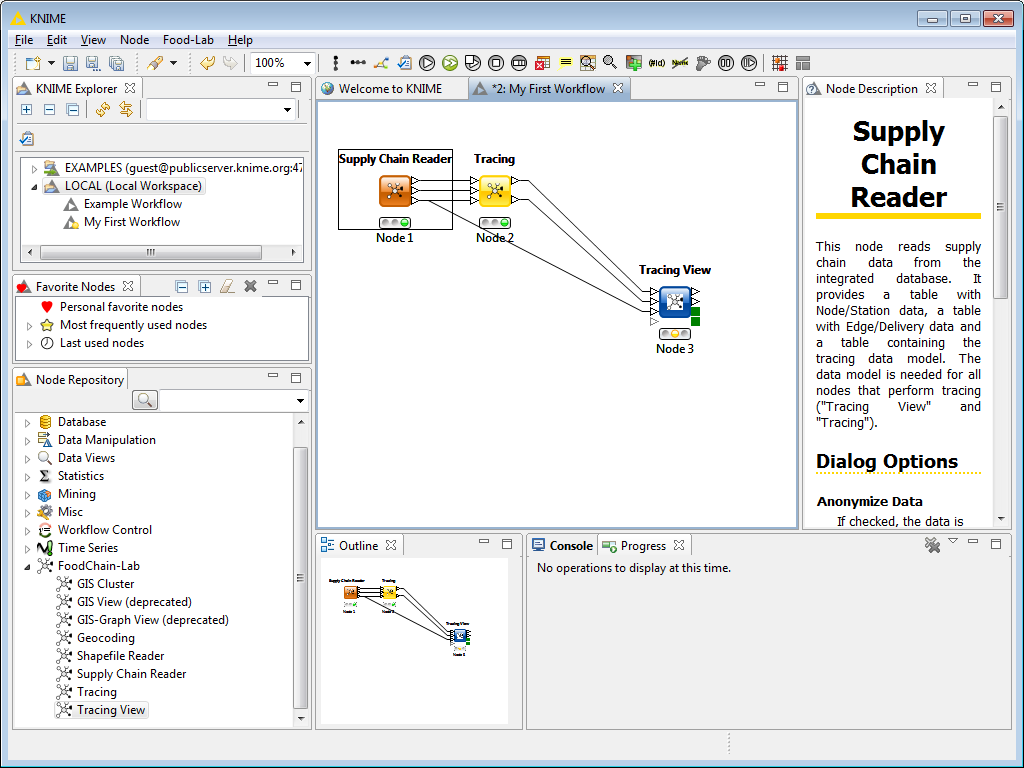 KNIME
File Edit View Node Food-Lab Help
100%
KNIME Explorer
EXAMPLES (guest@publicserver.knime.org:47
LOCAL (Local Workspace)
Example Workflow
My First Workflow
Favorite Nodes
Personal favorite nodes
Most frequently used nodes
Last used nodes
Node Repository
Database
Data Manipulation
Data Views
Statistics
Mining
Misc
Workflow Control
Time Series
FoodChain-Lab
GIS Cluster
GIS View (deprecated)
GIS-Graph View (deprecated)
Geocoding
Shapefile Reader
Supply Chain Reader
Tracing
Tracing View
Welcome to KNIME
*2: My First Workflow
Supply Chain Reader
Node 1
Tracing
Node 2
Tracing View
Node 3
Outline
Supply Chain Reader
Tracing
Node 1
Tracing View
Console
Progress
No operations to display at this time.
Node Description
Supply
Chain
Reader
This node reads supply
chain data from the
integrated database. It
provides a table with
Node/Station data, a table
with Edge/Delivery data and
a table containing the
tracing data model. The
data model is needed for all
nodes that perform tracing
("Tracing View" and
"Tracing").
Dialog Options
Anonymize Data
If checked, the data is